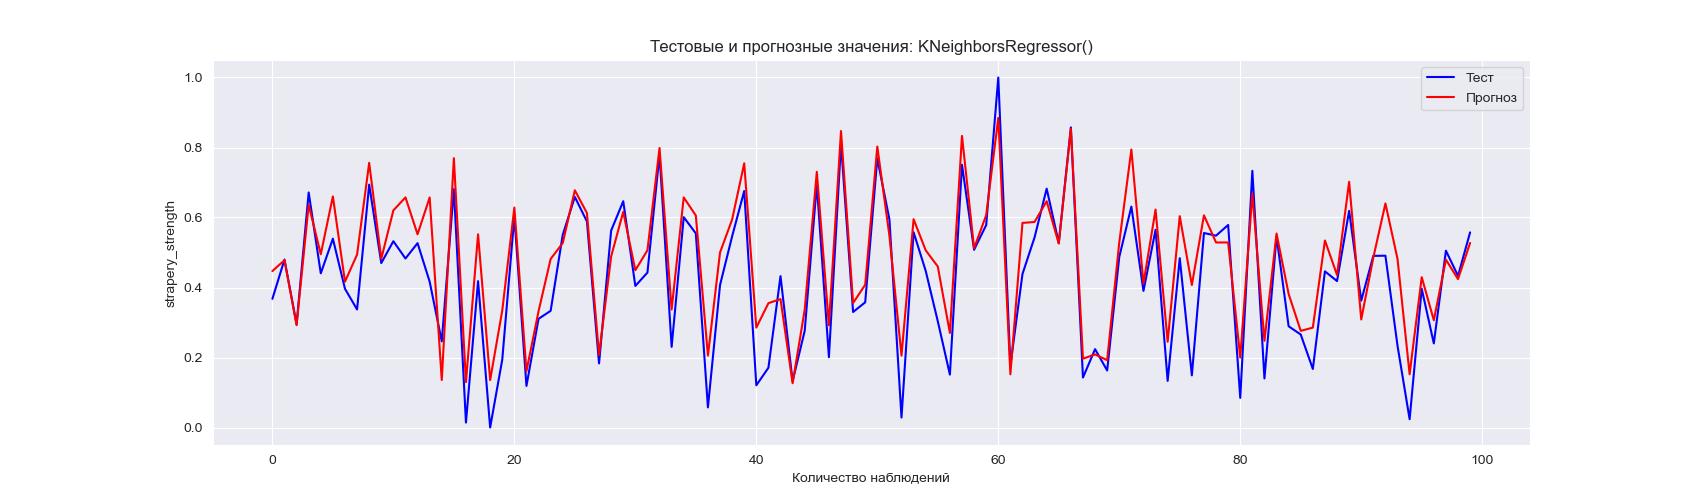 Тестовые и прогнозные значения: KNeighborsRegressor()
Тест
Прогноз
strapery_strength
1.0
0.8
0.6
0.4
0.2
0.0
0 20 40 60 80 100
Количество наблюдений